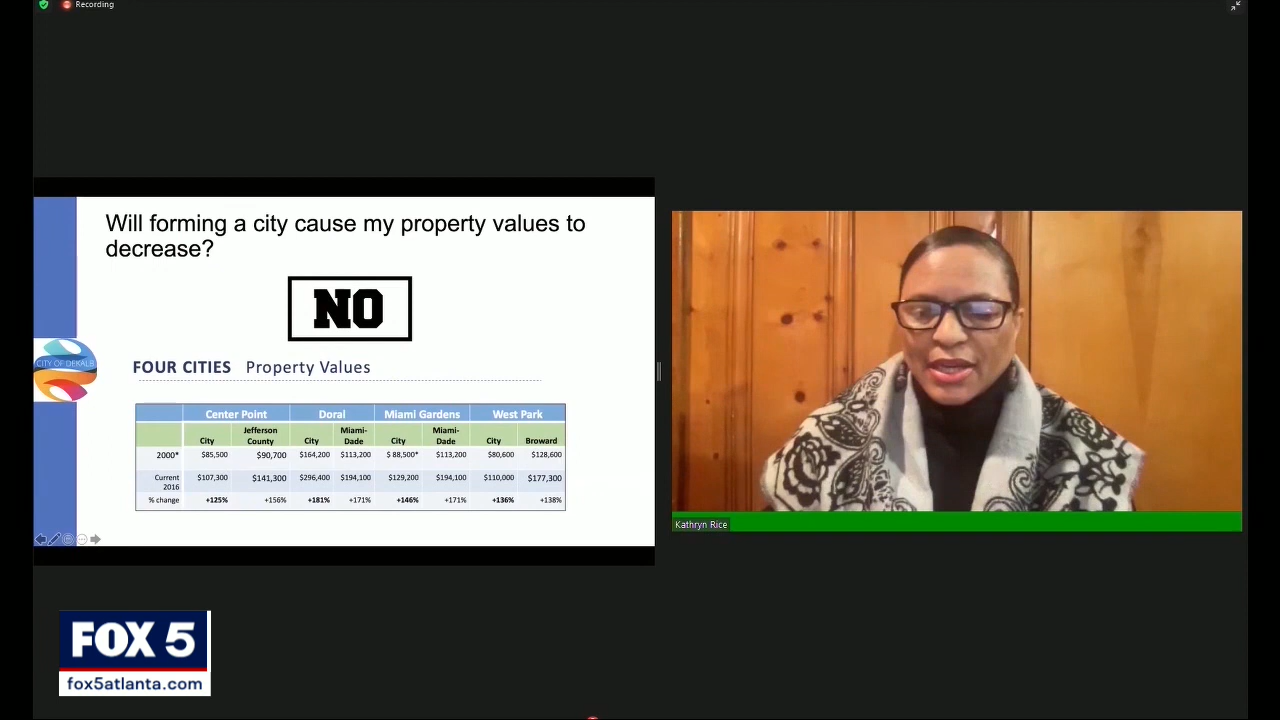 Recording
Will forming a city cause my property values to
decrease?
NO
CITY OF DEKALB
FOUR CITIES Property Values
Center Point Doral Miami Gardens West Park
City Jefferson County City Miami-Dade City Miami-Dade City Broward
2000* $85,500 $90,700 $164,200 $113,200 $ 88,500* $113,200 $80,600 $128,600
Current 2016 $107,300 $141,300 $296,400 $194,100 $129,200 $194,100 $110,000 $177,300
% change +125% +156% +181% +171% +146% +171% +136% +138%
Kathryn Rice
FOX 5
fox5atlanta.com